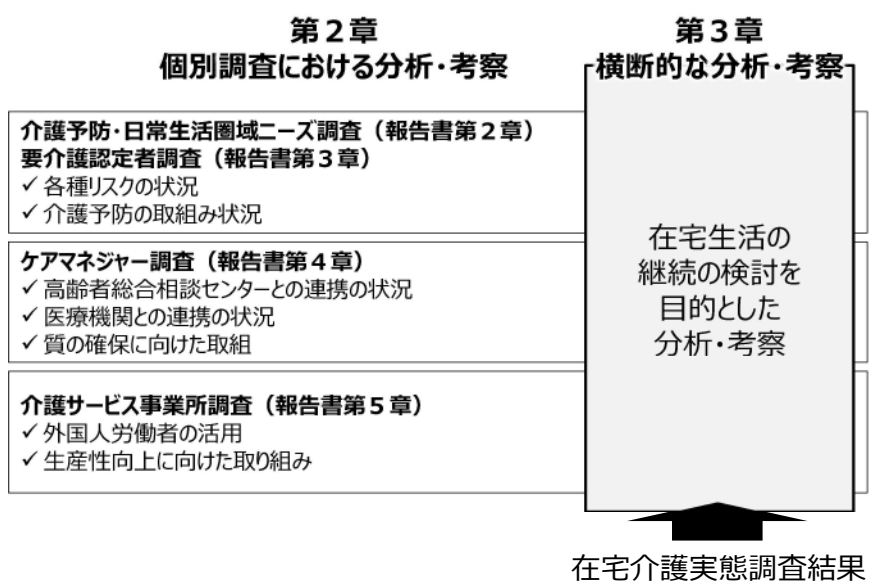 第２章
個別調査における分析・考察
第３章
横断的な分析・考察
介護予防・日常生活圏域ニーズ調査（報告書第２章）
要介護認定者調査（報告書第３章）
✓ 各種リスクの状況
✓ 介護予防の取組み状況
ケアマネジャー調査（報告書第４章）
✓ 高齢者総合相談センターとの連携の状況
✓ 医療機関との連携の状況
✓ 質の確保に向けた取組
介護サービス事業所調査（報告書第５章）
✓ 外国人労働者の活用
✓ 生産性向上に向けた取り組み
在宅生活の
継続の検討を
目的とした
分析・考察
在宅介護実態調査結果